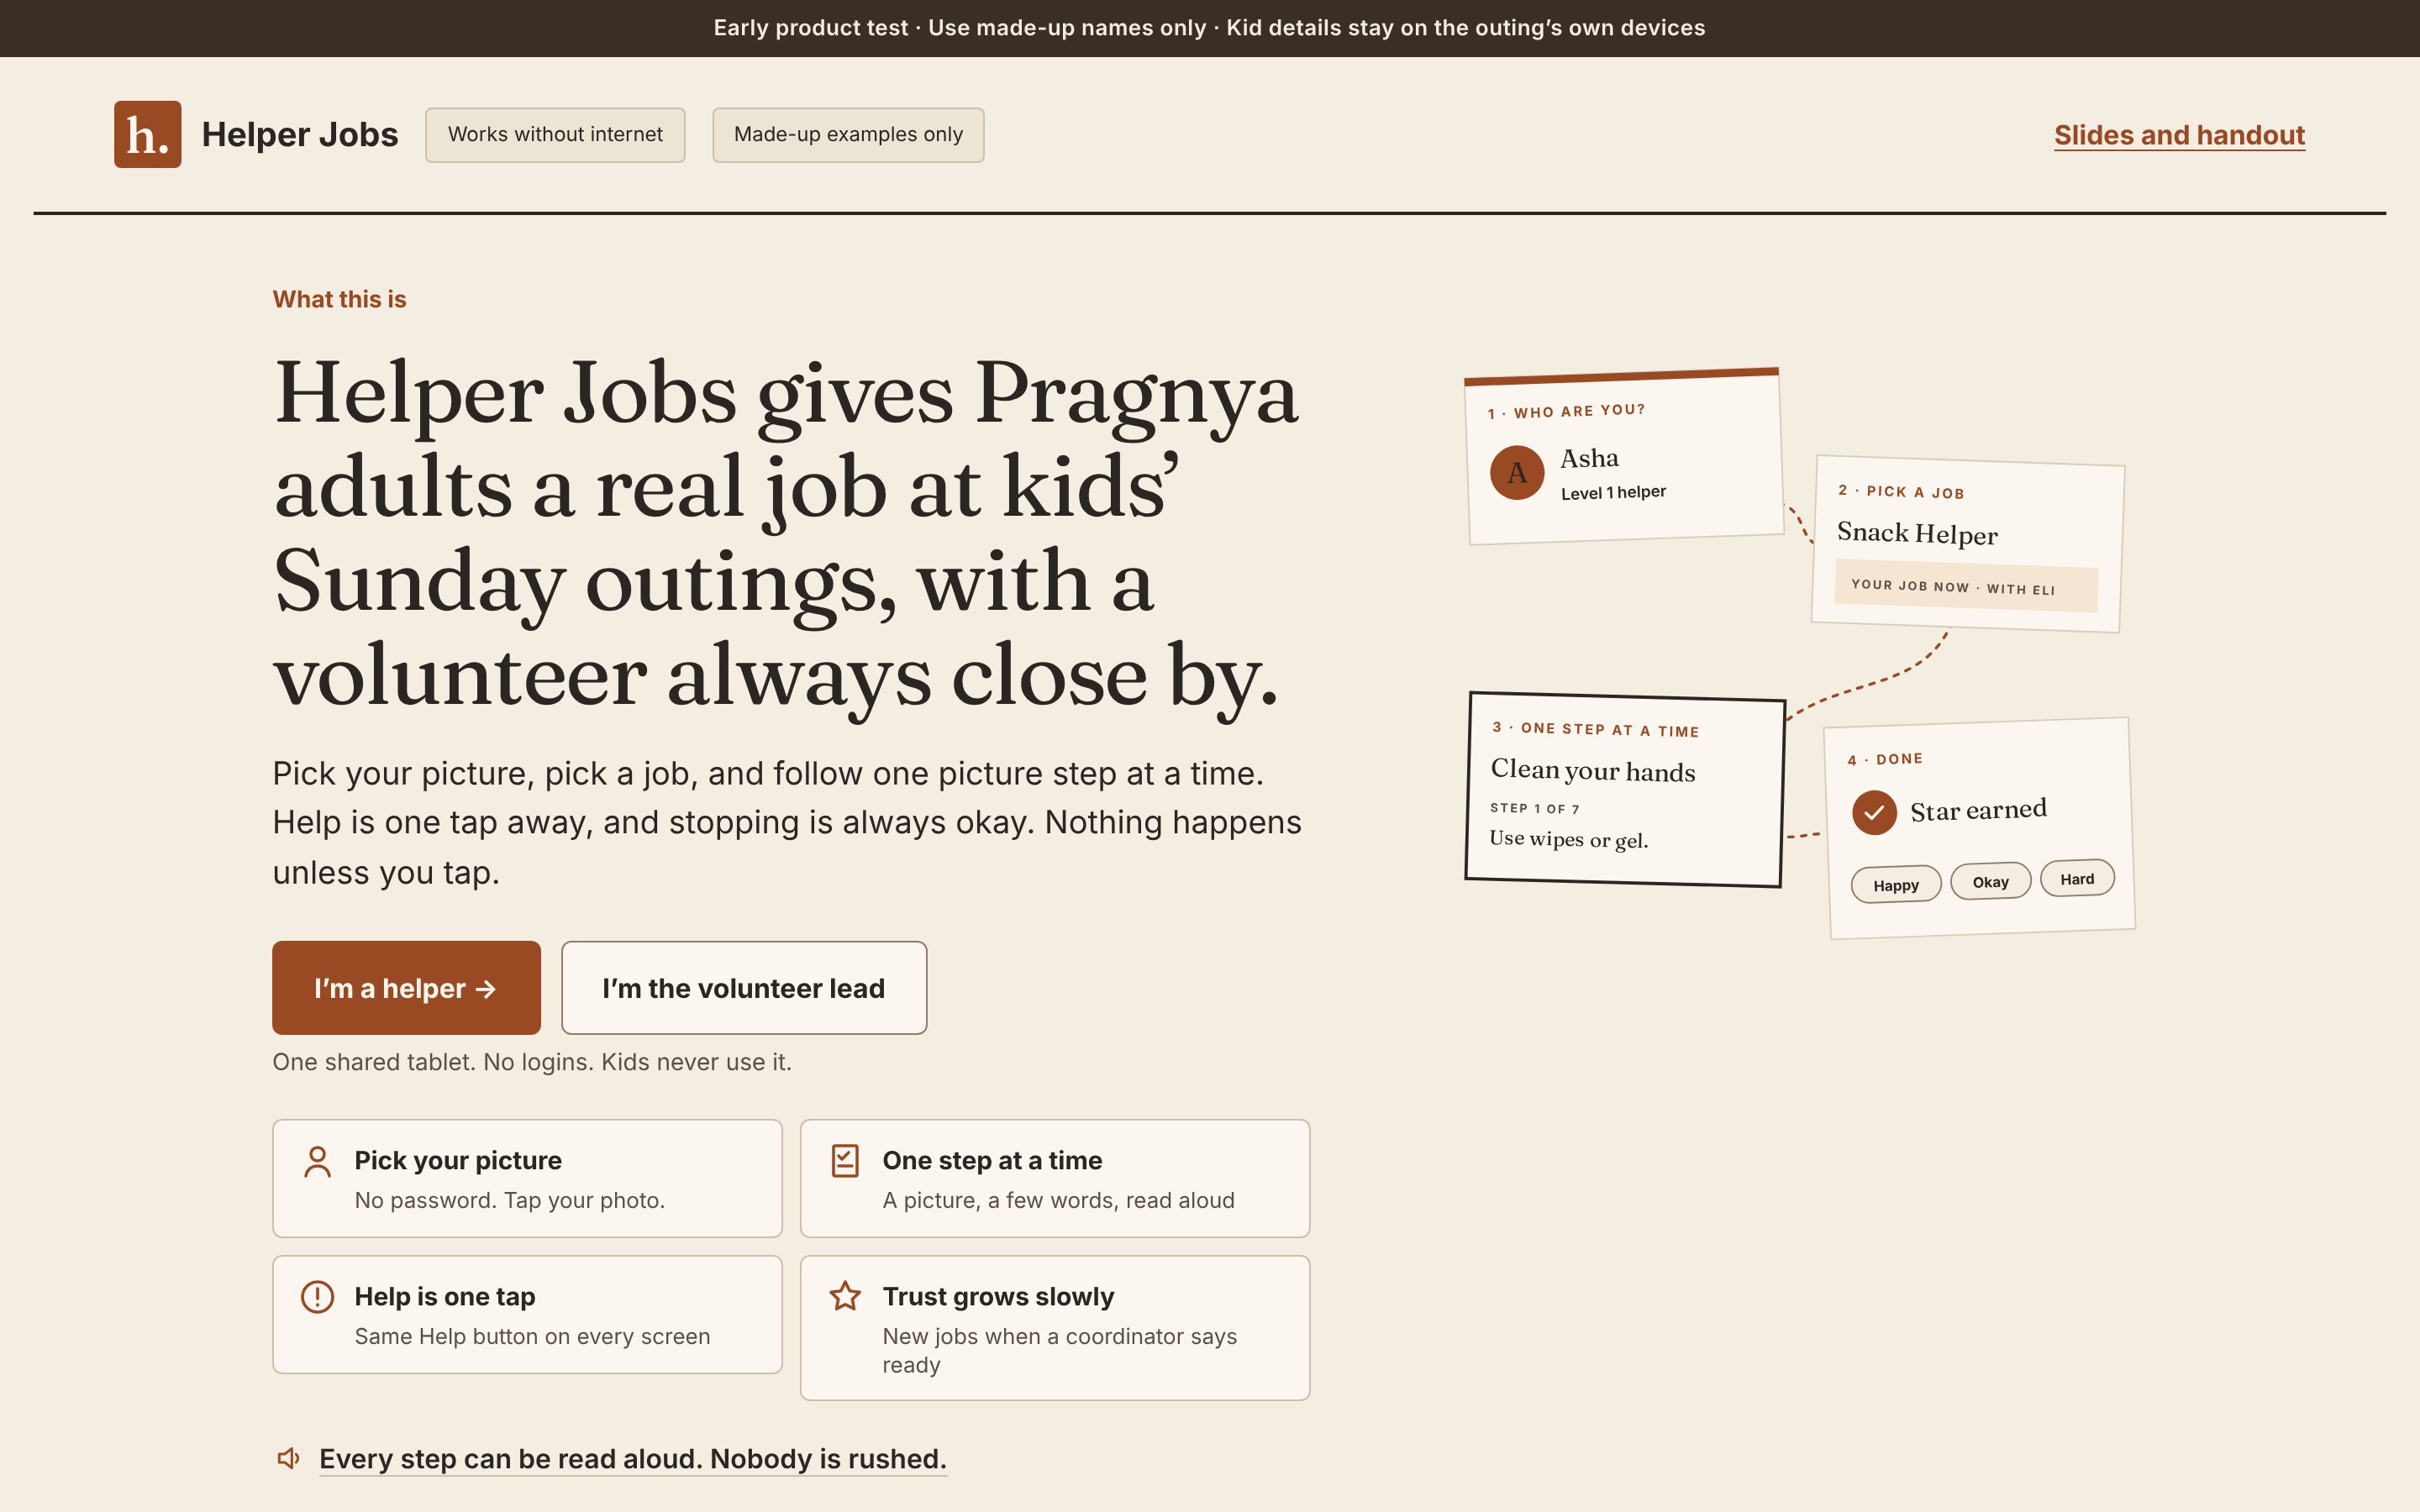 Early product test · Use made-up names only · Kid details stay on the outing’s own devices
h. Helper Jobs
Works without internet
Made-up examples only
Slides and handout
What this is
Helper Jobs gives Pragnya
adults a real job at kids’
Sunday outings, with a
volunteer always close by.
Pick your picture, pick a job, and follow one picture step at a time.
Help is one tap away, and stopping is always okay. Nothing happens
unless you tap.
I’m a helper →
I’m the volunteer lead
One shared tablet. No logins. Kids never use it.
Pick your picture
No password. Tap your photo.
One step at a time
A picture, a few words, read aloud
Help is one tap
Same Help button on every screen
Trust grows slowly
New jobs when a coordinator says
ready
Every step can be read aloud. Nobody is rushed.
1 · WHO ARE YOU?
A
Asha
Level 1 helper
2 · PICK A JOB
Snack Helper
YOUR JOB NOW · WITH ELI
3 · ONE STEP AT A TIME
Clean your hands
STEP 1 OF 7
Use wipes or gel.
4 · DONE
Star earned
Happy
Okay
Hard